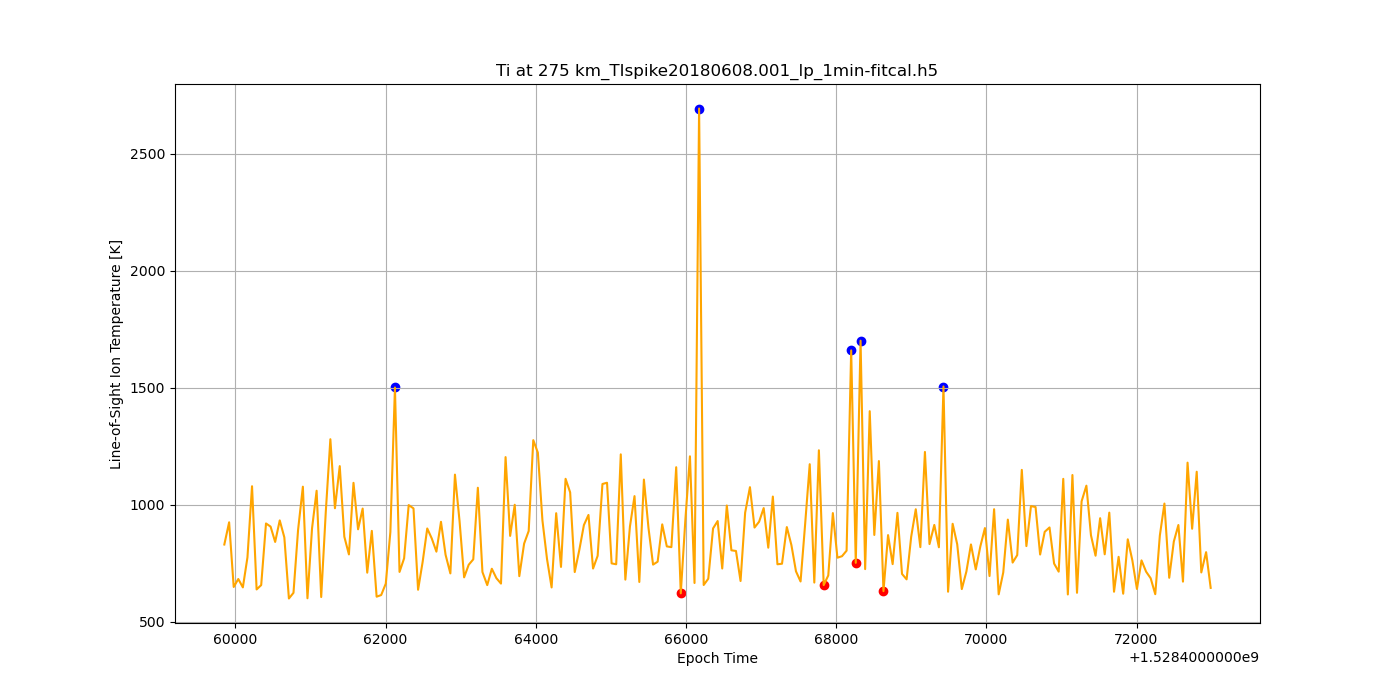 Ti at 275 km_TIspike20180608.001_lp_1min-fitcal.h5
Line-of-Sight Ion Temperature [K]
2500
2000
1500
1000
500
60000 62000 64000 66000 68000 70000 72000
Epoch Time
+1.5284000000e9